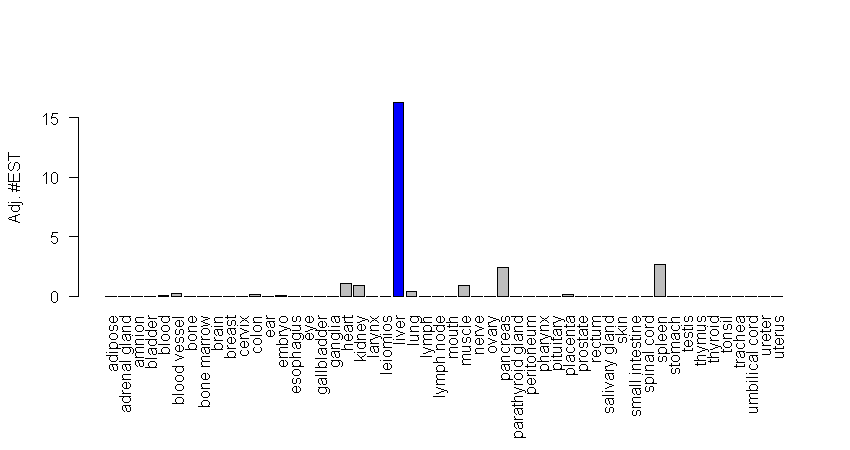 Adj. #EST
15
10
5
0
adipose
adrenal gland
amnion
bladder
blood
blood vessel
bone
bone marrow
brain
breast
cervix
colon
ear
embryo
esophagus
eye
gallbladder
ganglia
heart
kidney
larynx
leiomios
liver
lung
lymph
lymph node
mouth
muscle
nerve
ovary
pancreas
parathyroid gland
peritoneum
pharynx
pituitary
placenta
prostate
rectum
salivary gland
skin
small intestine
spinal cord
spleen
stomach
testis
thymus
thyroid
tonsil
trachea
umbilical cord
ureter
uterus